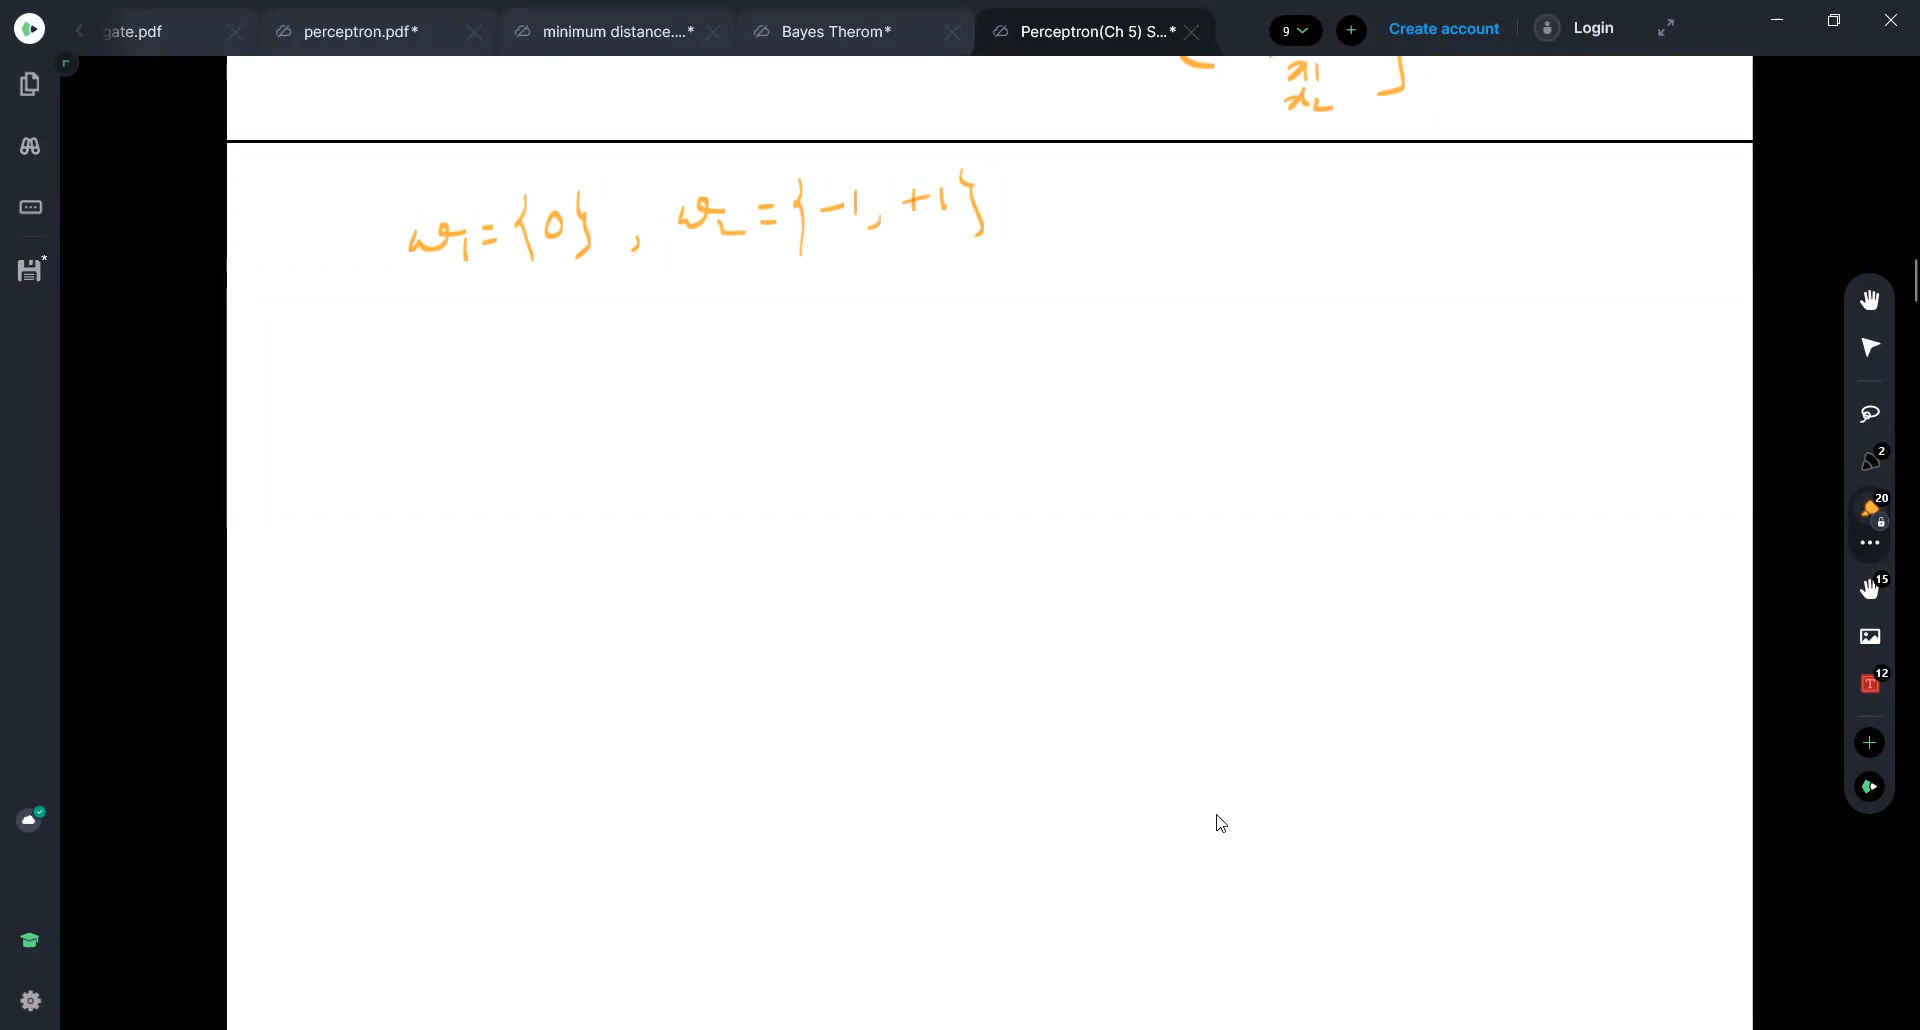 gate.pdf
perceptron.pdf*
minimum distance....*
Bayes Therom*
Perceptron(Ch 5) S...*
9
Create account
Login
x1
x2
ω1 = {0} , ω2 = {-1, +1}
2
20
15
12
T